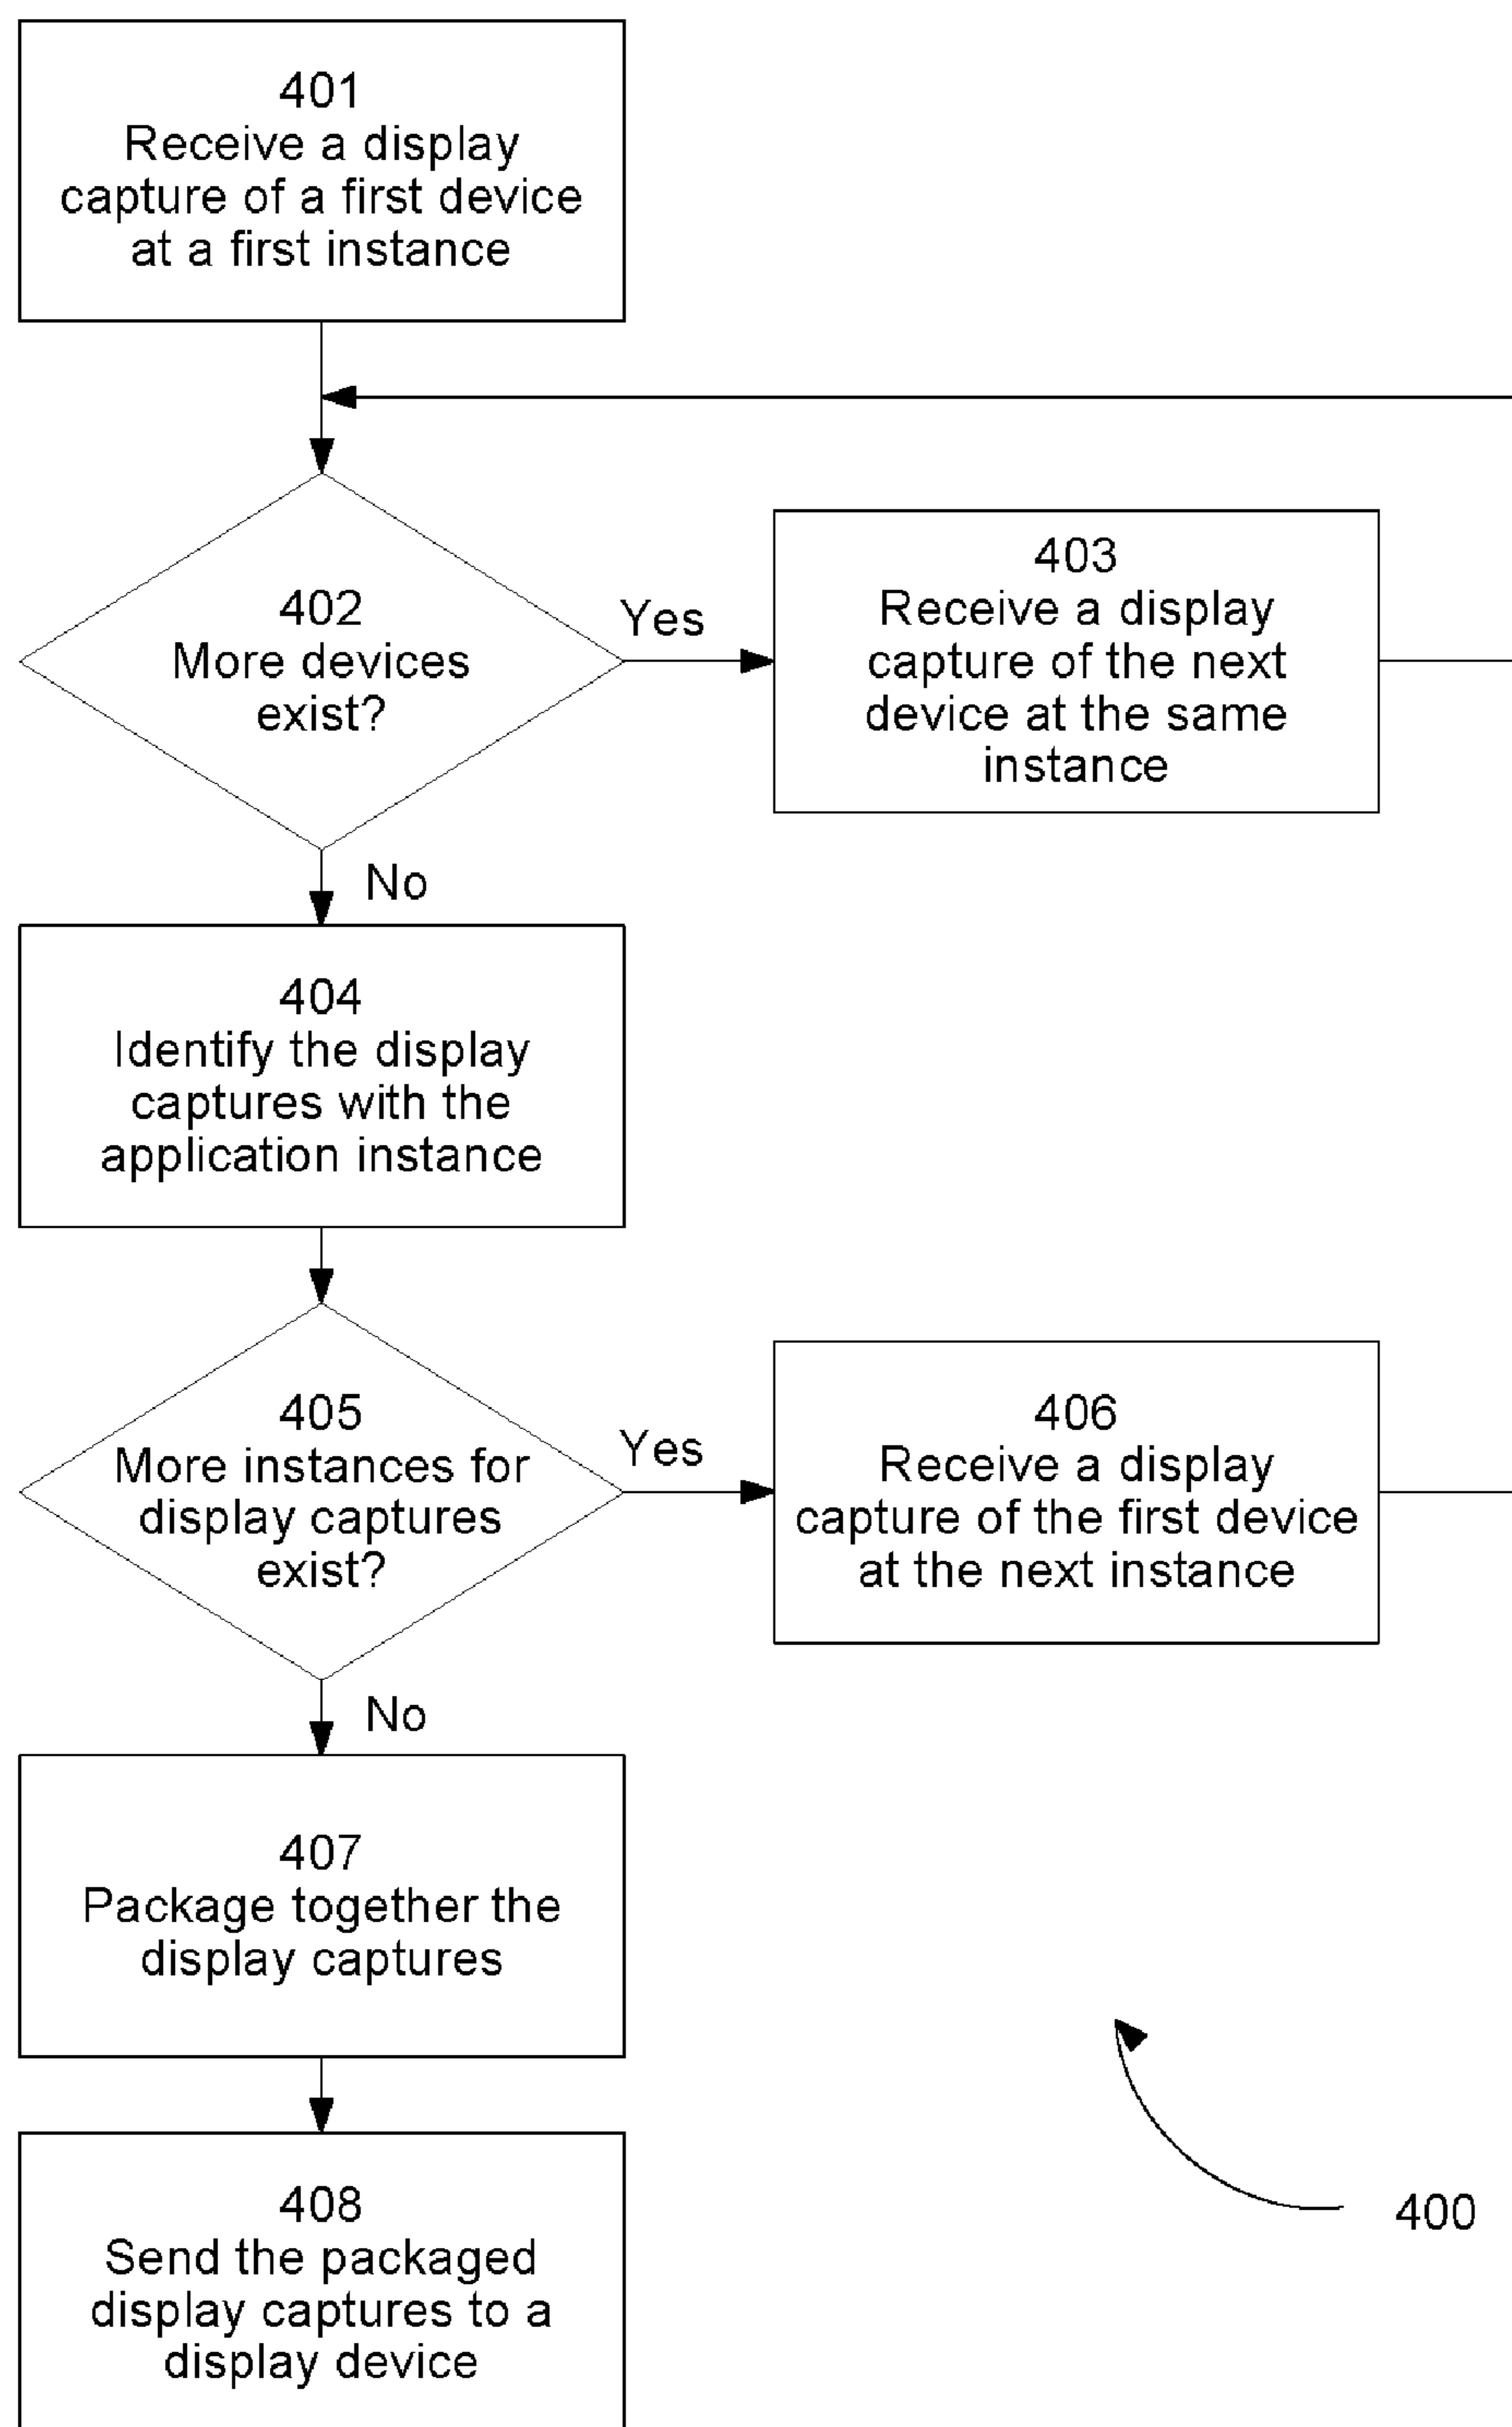 401
Receive a display
capture of a first device
at a first instance
402
More devices
exist?
Yes
403
Receive a display
capture of the next
device at the same
instance
No
404
Identify the display
captures with the
application instance
405
More instances for
display captures
exist?
Yes
406
Receive a display
capture of the first device
at the next instance
No
407
Package together the
display captures
408
Send the packaged
display captures to a
display device
400